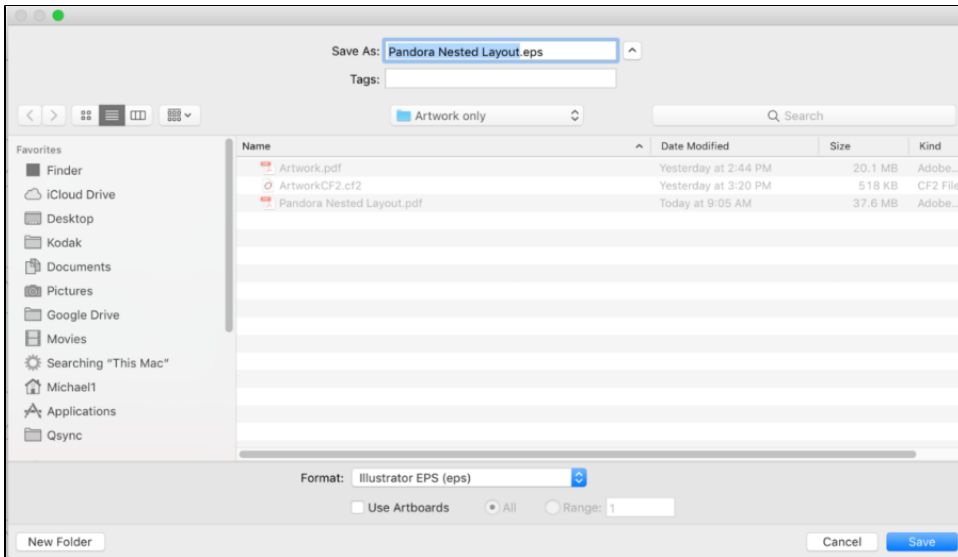 Save As: Pandora Nested Layout.eps
Tags:
Artwork only
Search
Favorites
Finder
iCloud Drive
Desktop
Kodak
Documents
Pictures
Google Drive
Movies
Searching "This Mac"
Michael1
Applications
Qsync
Name Date Modified Size Kind
Artwork.pdf Yesterday at 2:44 PM 20.1 MB Adobe...
ArtworkCF2.cf2 Yesterday at 3:20 PM 518 KB CF2 File
Pandora Nested Layout.pdf Today at 9:05 AM 37.6 MB Adobe...
Format: Illustrator EPS (eps)
Use Artboards All Range: 1
New Folder Cancel Save